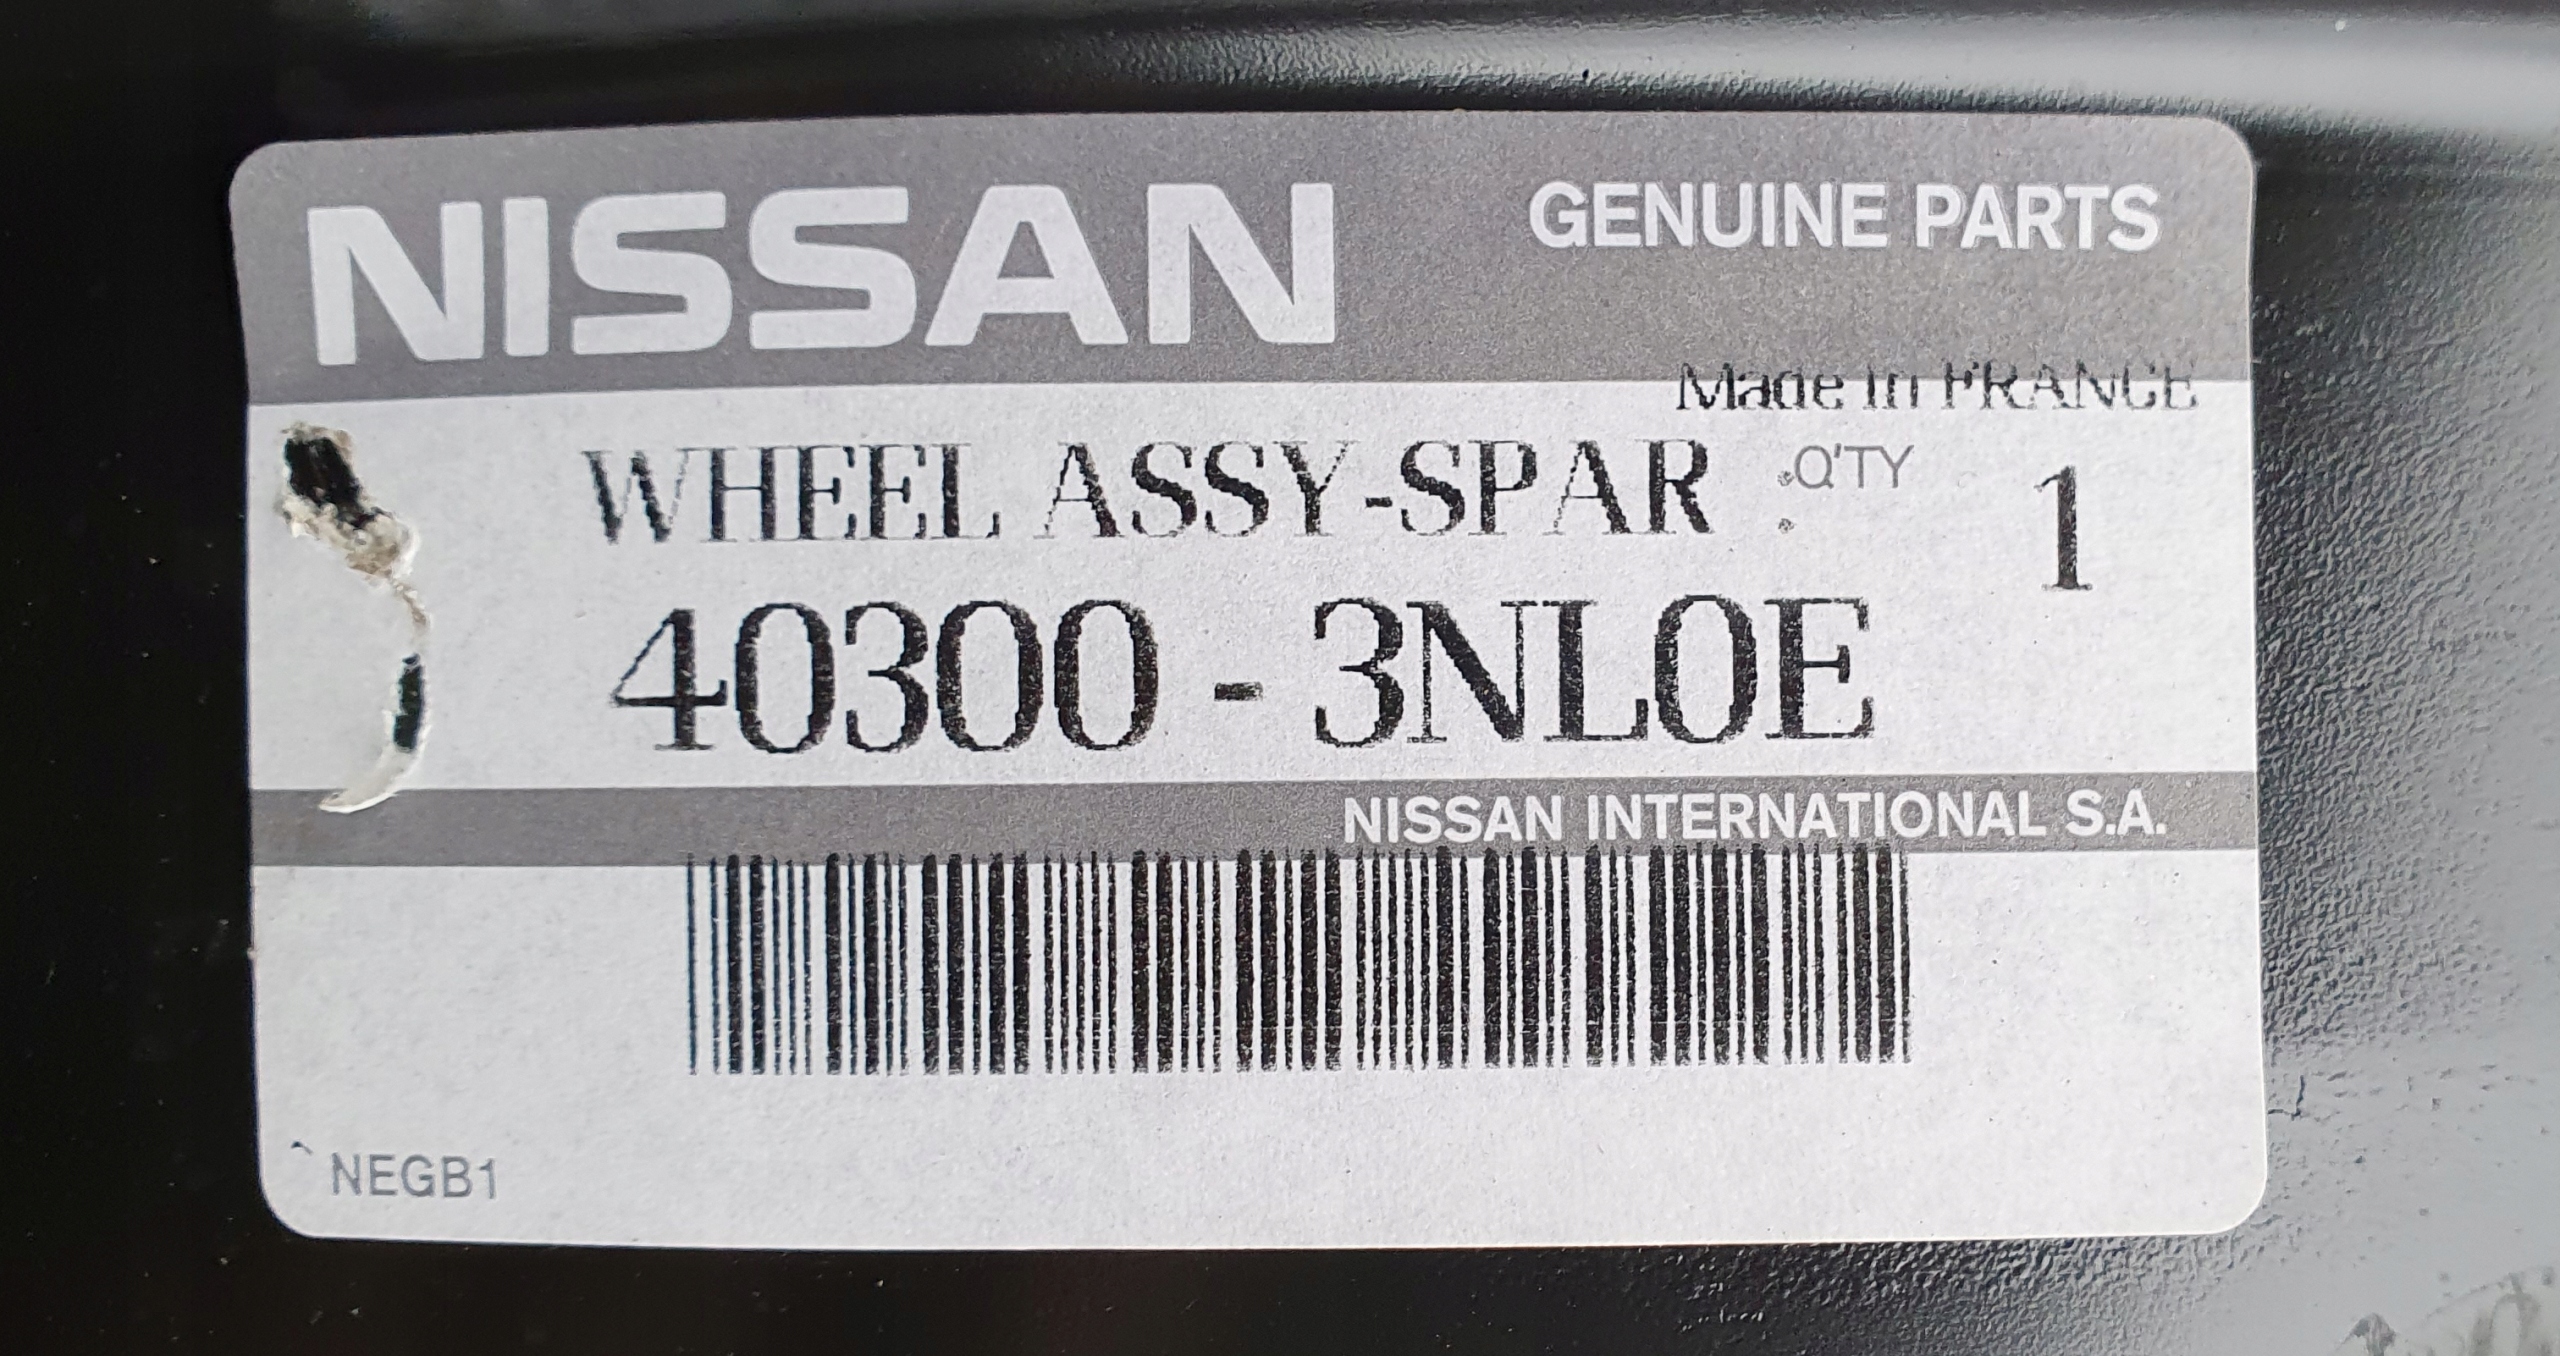 NISSAN GENUINE PARTS
Made in FRANCE
WHEEL ASSY-SPAR Q'TY 1
40300 - 3NL0E
NISSAN INTERNATIONAL S.A.
NEGB1